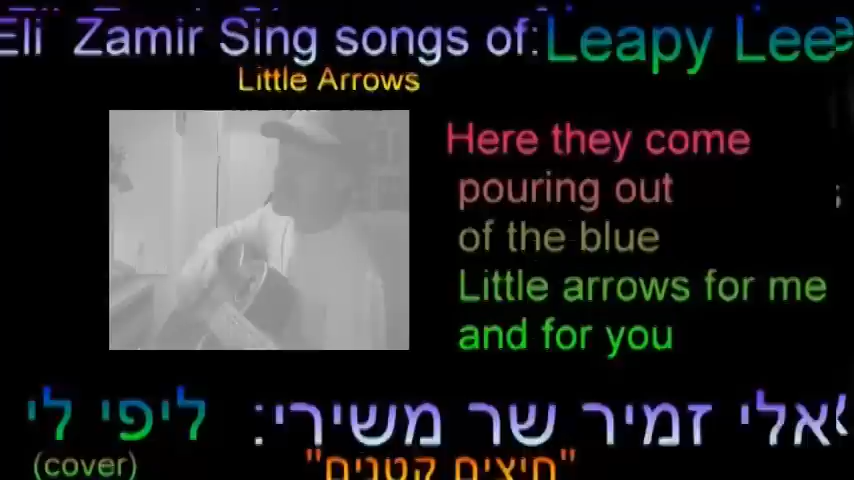 Eli Zamir Sing songs of: Leapy Lee
Little Arrows
Here they come
pouring out
of the blue
Little arrows for me
and for you
אלי זמיר שר משירי: ליפי לי
"חיצים קטנים"
(cover)